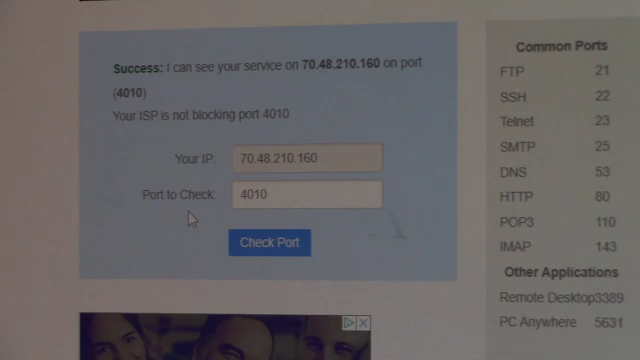 Success: I can see your service on 70.48.210.160 on port
(4010)
Your ISP is not blocking port 4010
Your IP: 70.48.210.160
Port to Check: 4010
Check Port
Common Ports
FTP 21
SSH 22
Telnet 23
SMTP 25
DNS 53
HTTP 80
POP3 110
IMAP 143
Other Applications
Remote Desktop3389
PC Anywhere 5631